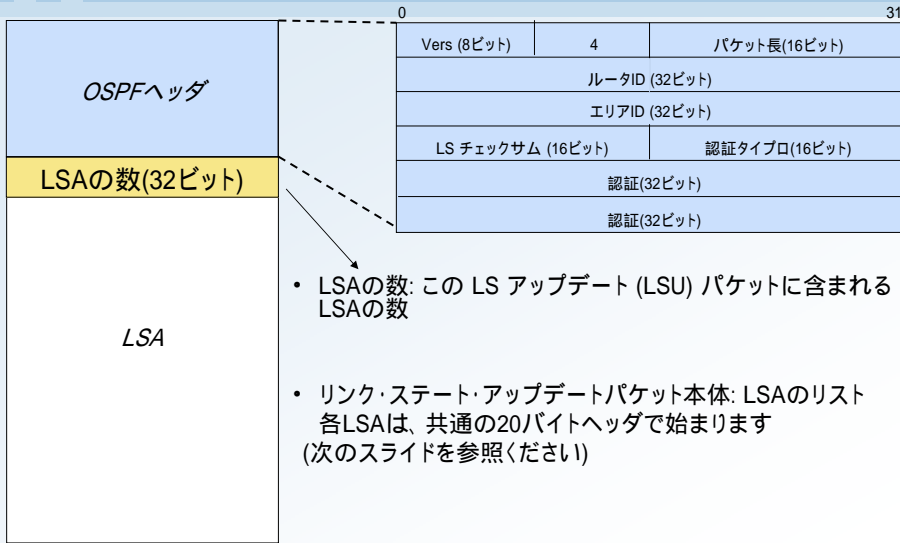 0 31
Vers (8ビット) 4 パケット長(16ビット)
ルータID (32ビット)
エリアID (32ビット)
LS チェックサム (16ビット) 認証タイプロ(16ビット)
認証(32ビット)
認証(32ビット)
OSPFヘッダ
LSAの数(32ビット)
LSA
• LSAの数: この LS アップデート (LSU) パケットに含まれる
LSAの数
• リンク・ステート・アップデートパケット本体: LSAのリスト
各LSAは、共通の20バイトヘッダで始まります
(次のスライドを参照ください)